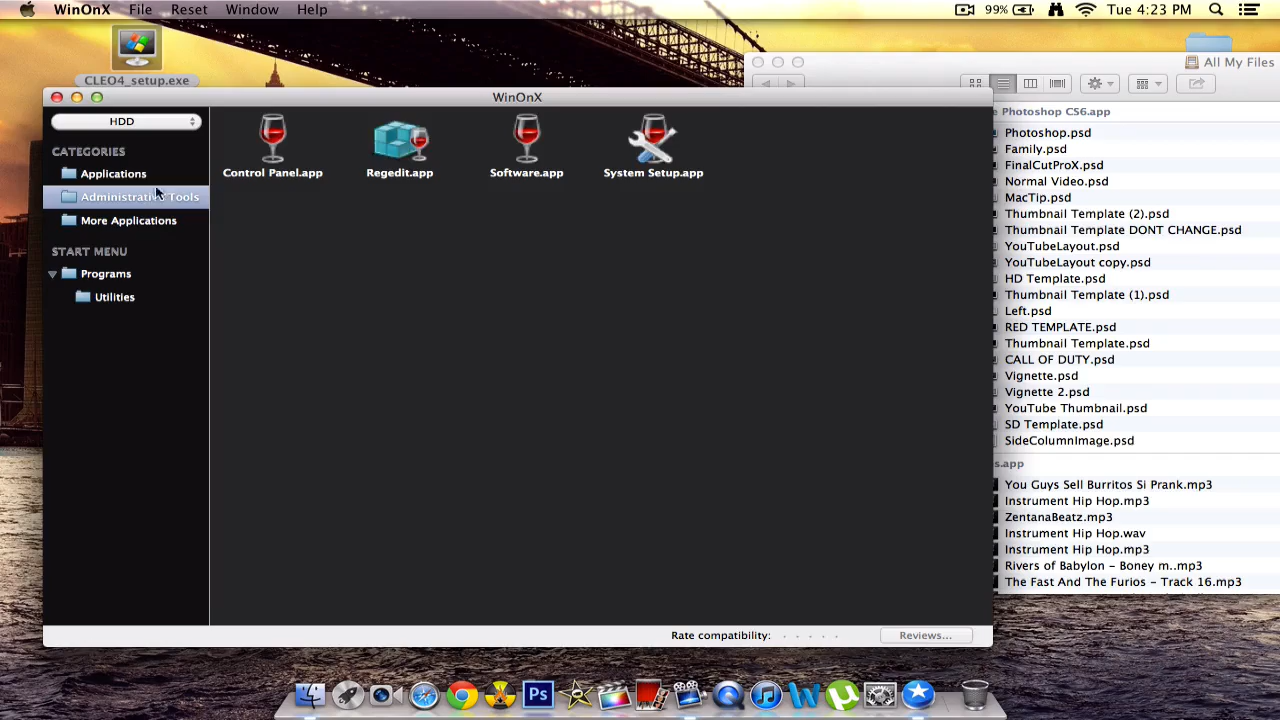 WinOnX File Reset Window Help 99% Tue 4:23 PM
CLEO4_setup.exe
All My Files
WinOnX
HDD
CATEGORIES
Applications
Administrative Tools
More Applications
START MENU
Programs
Utilities
Control Panel.app
Regedit.app
Software.app
System Setup.app
Rate compatibility:
Reviews...
Photoshop CS6.app
Photoshop.psd
Family.psd
FinalCutProX.psd
Normal Video.psd
MacTip.psd
Thumbnail Template (2).psd
Thumbnail Template DONT CHANGE.psd
YouTubeLayout.psd
YouTubeLayout copy.psd
HD Template.psd
Thumbnail Template (1).psd
Left.psd
RED TEMPLATE.psd
Thumbnail Template.psd
CALL OF DUTY.psd
Vignette.psd
Vignette 2.psd
YouTube Thumbnail.psd
SD Template.psd
SideColumnImage.psd
s.app
You Guys Sell Burritos Si Prank.mp3
Instrument Hip Hop.mp3
ZentanaBeatz.mp3
Instrument Hip Hop.wav
Instrument Hip Hop.mp3
Rivers of Babylon - Boney m..mp3
The Fast And The Furios - Track 16.mp3
Ps